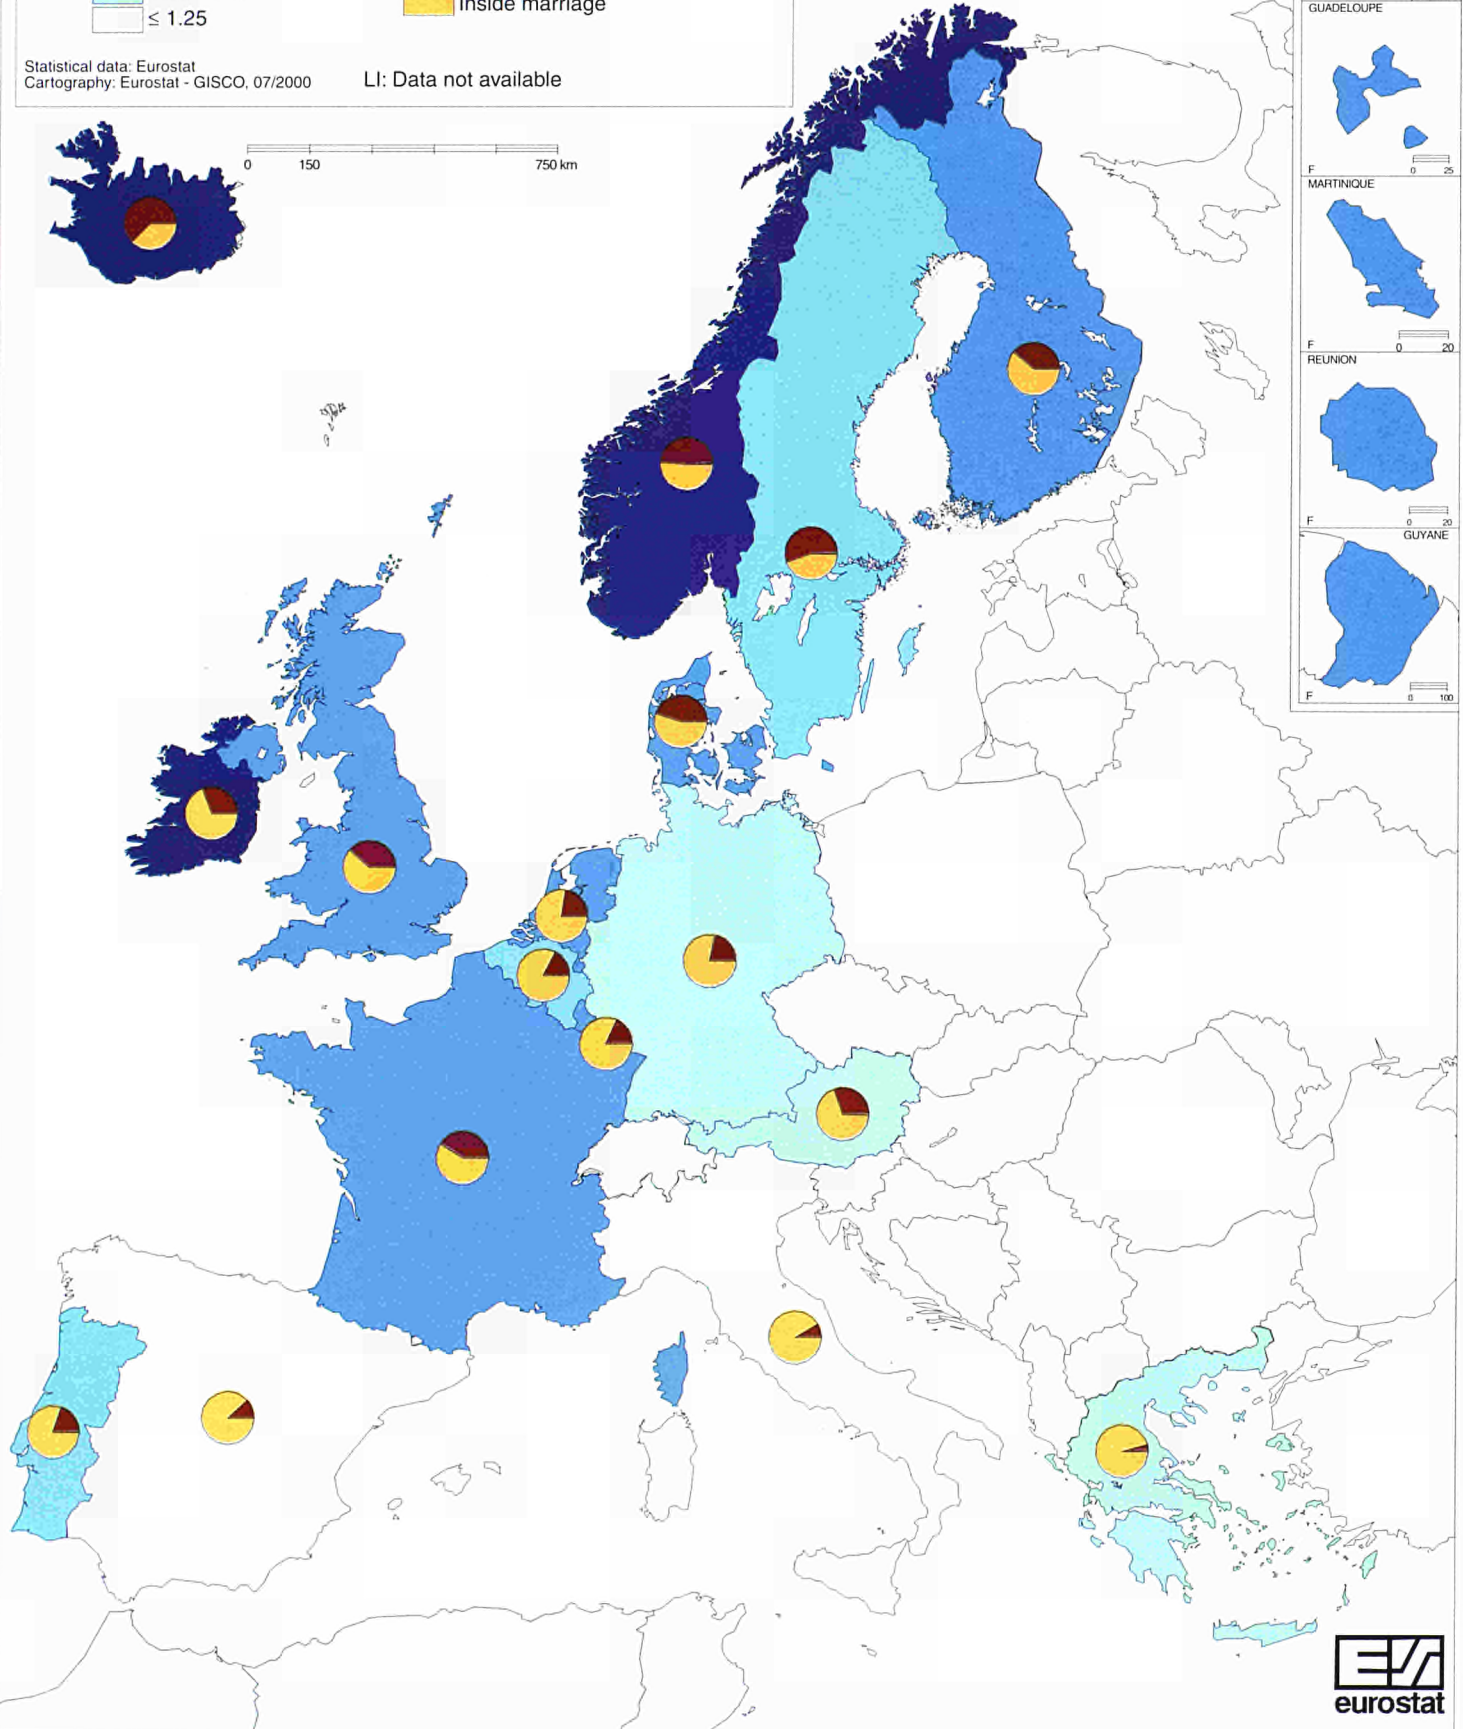 ≤ 1.25
Inside marriage
Statistical data: Eurostat
Cartography: Eurostat - GISCO, 07/2000
LI: Data not available
0 150 750 km
GUADELOUPE
F 0 25
MARTINIQUE
F 0 20
REUNION
F 0 20
GUYANE
F 0 100
eurostat